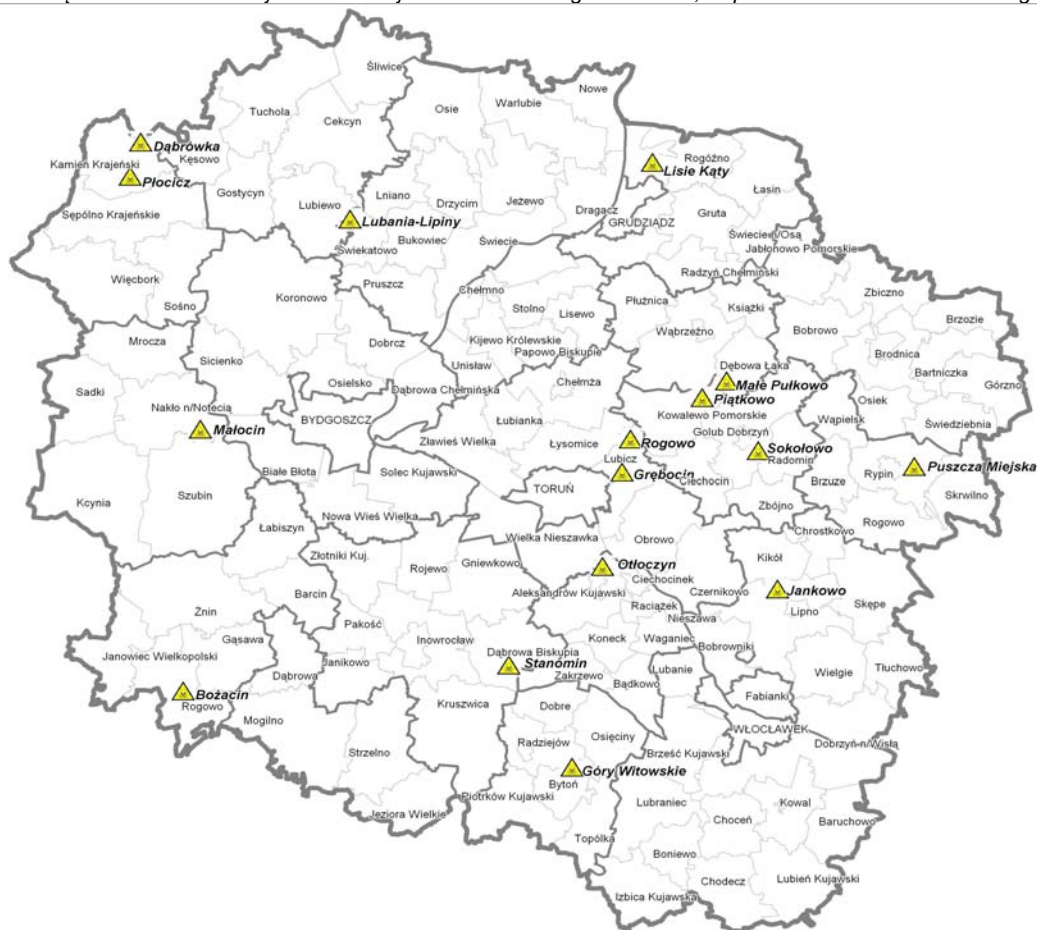 Śliwice
Nowe
Osie
Warlubie
Tuchola
Cekcyn
Dąbrówka
Kęsowo
Rogóźno
Kamień Krajeński
Lisie Kąty
Płocicz
Łasin
Gostycyn
Lniano
Lubiewo
Drzycim
Jeżewo
Dragacz
Gruta
Sępólno Krajeńskie
Lubania-Lipiny
GRUDZIĄDZ
Bukowiec
Świecie
Świecień/Osą
Świekatowo
Jabłonowo Pomorskie
Radzyń Chełmiński
Więcbork
Pruszcz
Chełmno
Zbiczno
Koronowo
Płużnica
Książki
Sośno
Stolno
Lisewo
Brzozie
Wąbrzeźno
Bobrowo
Mrocza
Kijewo Królewskie
Dobrcz
Papowo Biskupie
Brodnica
Sicienko
Unisław
Dębowa Łąka
Bartniczka
Sadki
Osielsko
Dąbrowa Chełmińska
Chełmża
Małe Pułkowo
Górzno
Piątkowo
Osiek
Nakło n/Notecią
BYDGOSZCZ
Łubianka
Kowalewo Pomorskie
Wąpielsk
Świedziebnia
Małocin
Golub Dobrzyń
Zławieś Wielka
Łysomice
Rogowo
Sokołowo
Lubicz
Radomin
Puszcza Miejska
Białe Błota
Solec Kujawski
Grębocin
Ciechocin
Brzuze
Rypin
TORUŃ
Szubin
Skrwilno
Kcynia
Zbójno
Nowa Wieś Wielka
Rogowo
Łabiszyn
Chrostkowo
Wielka Nieszawka
Obrowo
Złotniki Kuj.
Kikół
Gniewkowo
Rojewo
Otłoczyn
Ciechocinek
Barcin
Aleksandrów Kujawski
Czernikowo
Jankowo
Raciążek
Skępe
Żnin
Lipno
Pakość
Nieszawa
Gąsawa
Inowrocław
Koneck
Waganiec
Bobrowniki
Janowiec Wielkopolski
Dąbrowa Biskupia
Janikowo
Stanomin
Lubanie
Tłuchowo
Dąbrowa
Zakrzewo
Wielgie
Bądkowo
Bożacin
Fabianki
Rogowo
Kruszwica
Dobre
Mogilno
Osięciny
WŁOCŁAWEK
Radziejów
Dobrzyń-n/Wisłą
Strzelno
Brześć Kujawski
Góry Witowskie
Bytoń
Piotrków Kujawski
Lubraniec
Kowal
Jeziora Wielkie
Choceń
Baruchowo
Topólka
Boniewo
Chodecz
Lubień Kujawski
Izbica Kujawska